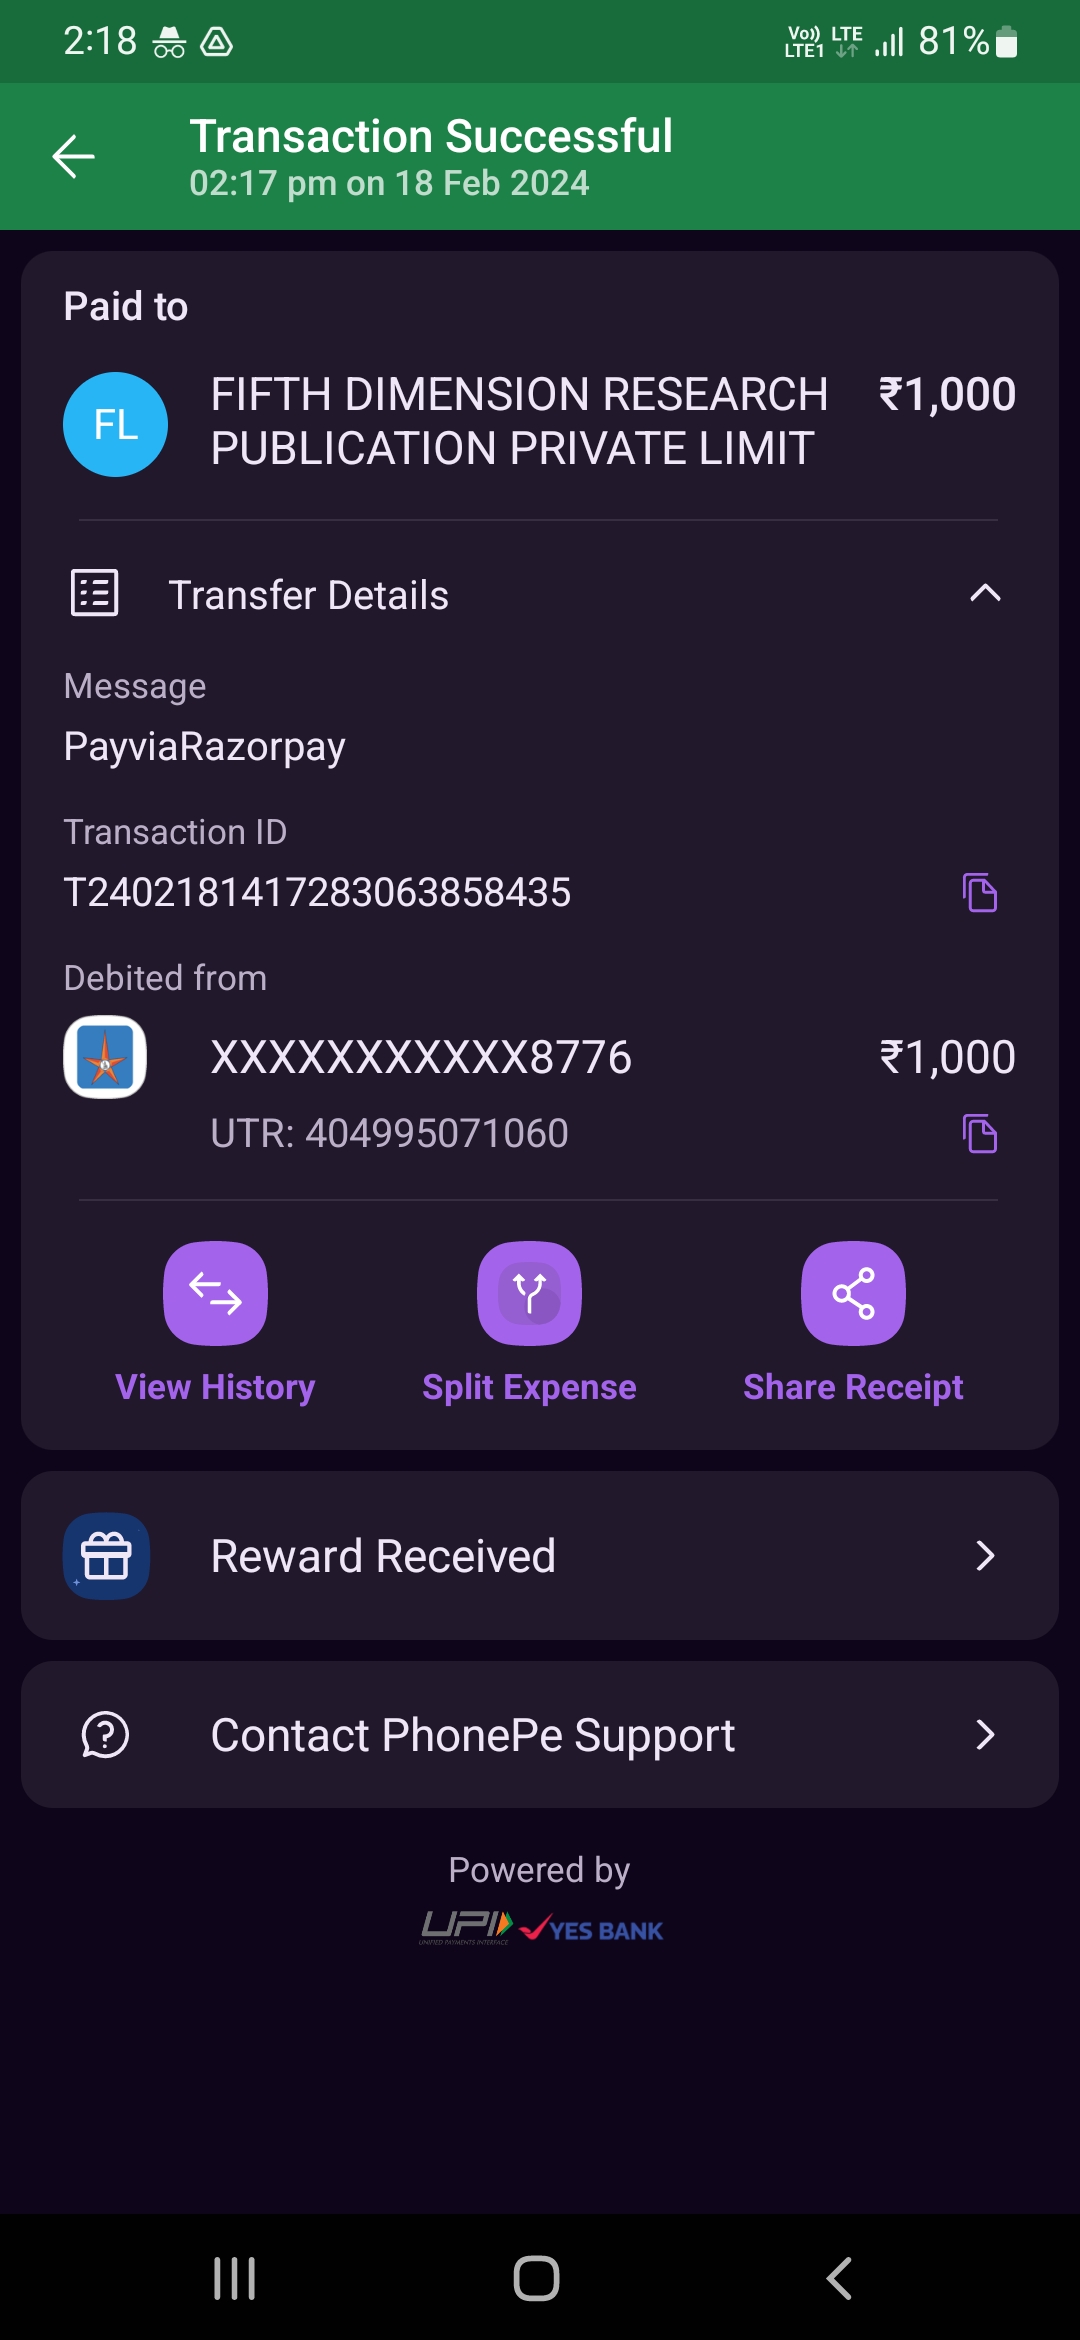 2:18
Vo)) LTE
LTE1
81%
Transaction Successful
02:17 pm on 18 Feb 2024
Paid to
FL
FIFTH DIMENSION RESEARCH ₹1,000
PUBLICATION PRIVATE LIMIT
Transfer Details
Message
PayviaRazorpay
Transaction ID
T2402181417283063858435
Debited from
XXXXXXXXXXX8776 ₹1,000
UTR: 404995071060
View History Split Expense Share Receipt
Reward Received
Contact PhonePe Support
Powered by
UPI YES BANK
UNIFIED PAYMENTS INTERFACE